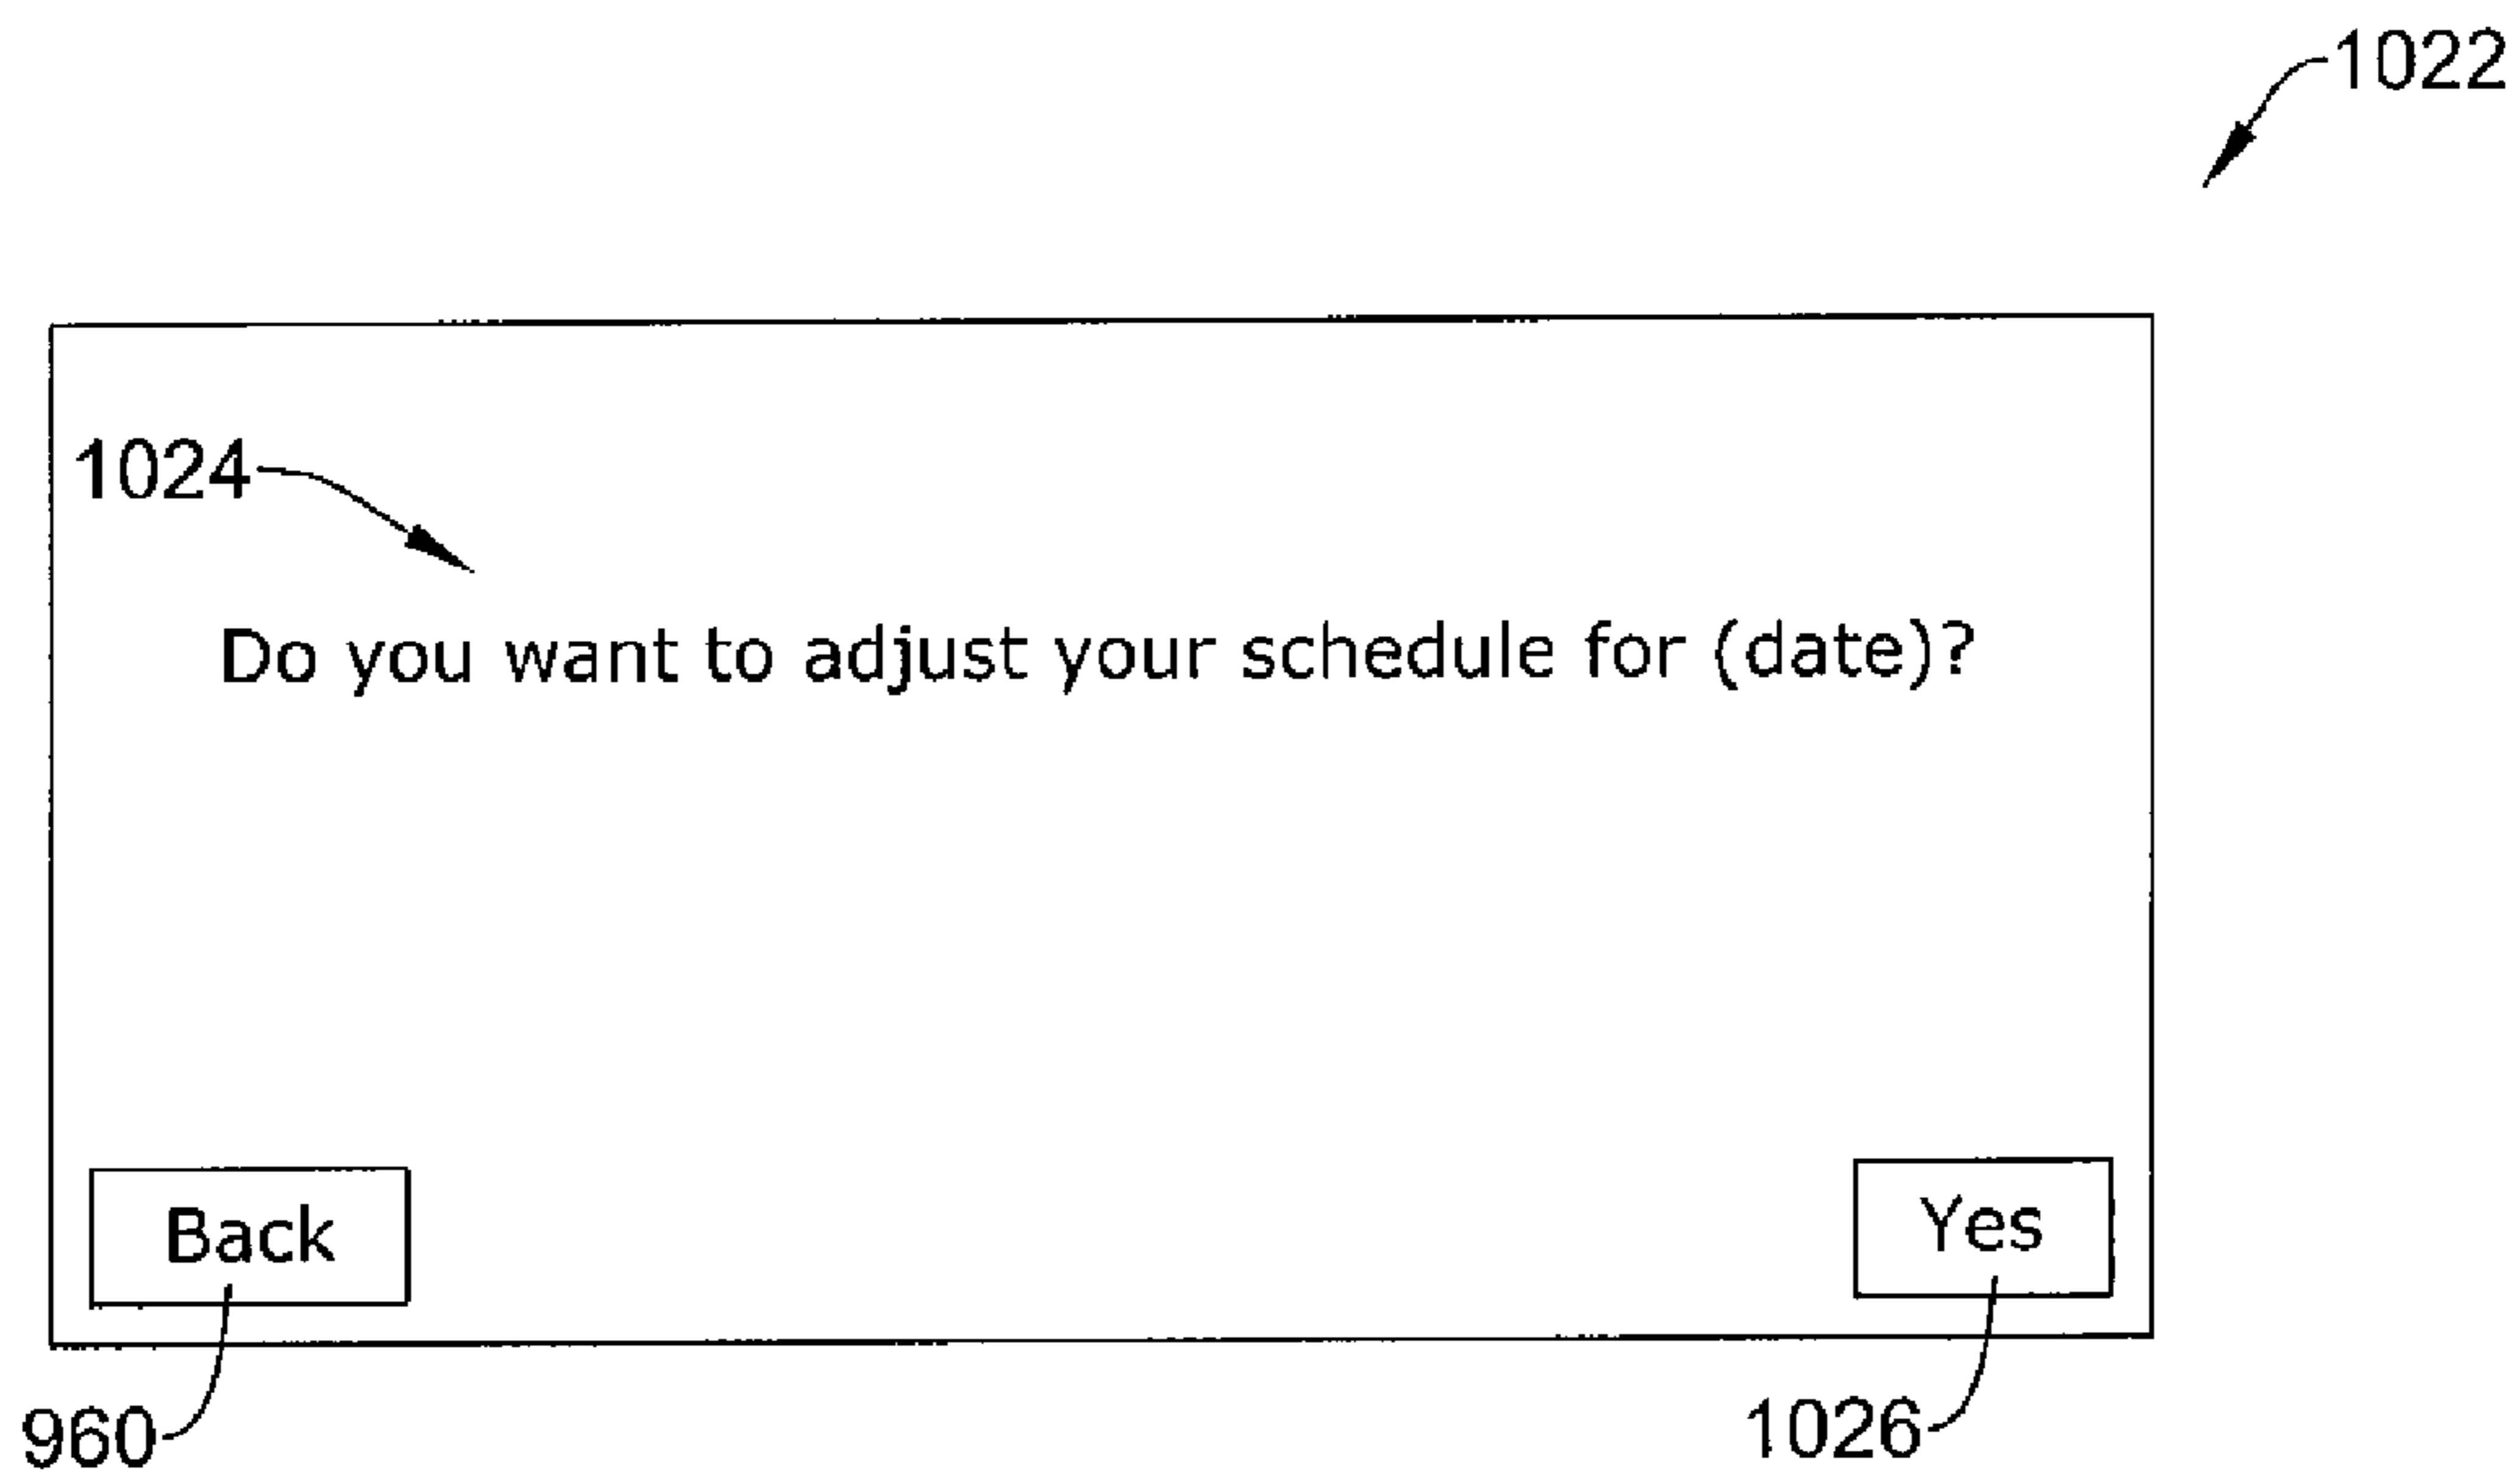 1022
1024
Do you want to adjust your schedule for (date)?
Back
Yes
960
1026